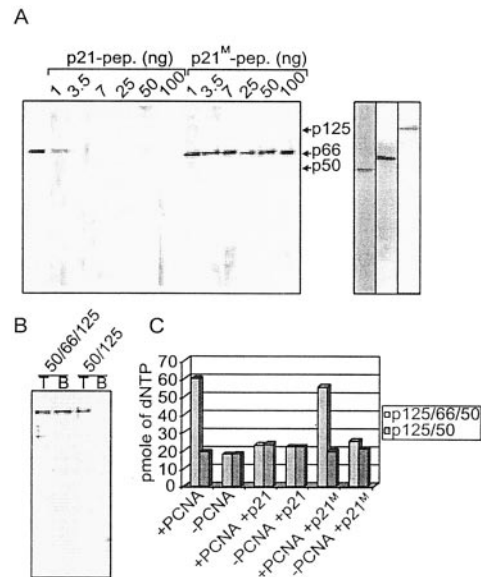 A
p21-pep. (ng) p21ᴹ-pep. (ng)
1 3.5 7 25 50 100 1 3.5 7 25 50 100
p125
p66
p50
B
50/66/125 50/125
T B T B
C
pmole of dNTP
70
60
50
40
30
20
10
0
p125/66/50
p125/50
+PCNA
-PCNA
+PCNA +p21
-PCNA +p21
+PCNA +p21ᴹ
-PCNA +p21ᴹ